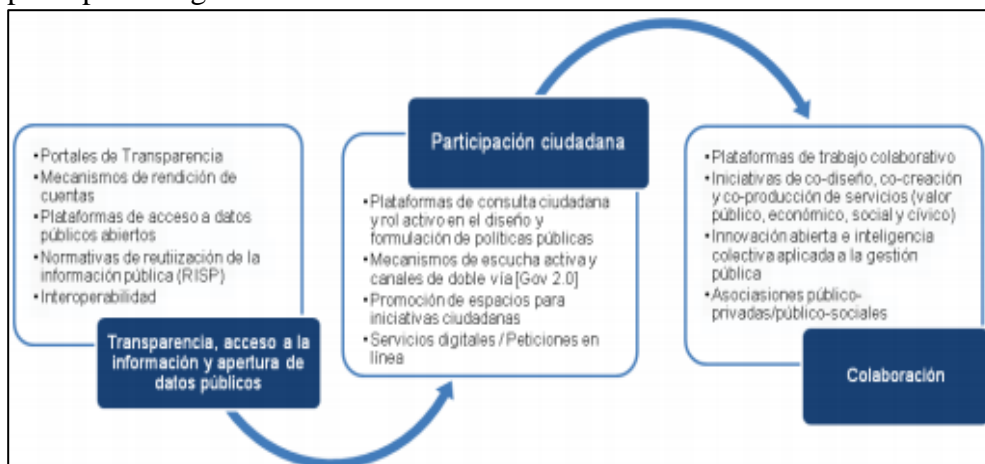 •Portales de Transparencia
•Mecanismos de rendición de
cuentas
•Plataformas de acceso a datos
públicos abiertos
•Normativas de reutiización de la
información pública (RISP)
•Interoperabilidad
Transparencia, acceso a la
información y apertura de
datos públicos
Participación ciudadana
•Plataformas de consulta ciudadana
y rol activo en el diseño y
formulación de políticas públicas
•Mecanismos de escucha activa y
canales de doble vía [Gov 2.0]
•Promoción de espacios para
iniciativas ciudadanas
•Servicios digitales / Peticiones en
línea
•Plataformas de trabajo colaborativo
•Iniciativas de co-diseño, co-creación
y co-producción de servicios (valor
público, económico, social y cívico)
•Innovación abierta e inteligencia
colectiva aplicada a la gestión
pública
•Asociasiones público-
privadas/público-sociales
Colaboración